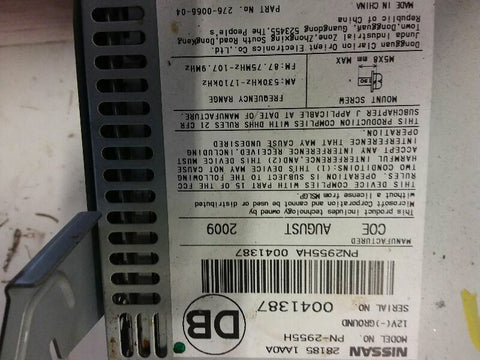 NISSAN 28185 1AA0A
MODEL NO. PN-2955H
12V(-)GROUND
SERIAL NO. 0041387
DB
PN2955HA 0041387
MANUFACTURED
COE AUGUST 2009
This product includes technology owned by
Microsoft Corporation and cannot be used or distributed
without a license from MSLGP.
THIS DEVICE COMPLIES WITH PART 15 OF THE FCC
RULES. OPERATION IS SUBJECT TO THE FOLLOWING
TWO CONDITIONS:(1) THIS DEVICE MAY NOT CAUSE
HARMFUL INTERFERENCE, AND(2) THIS DEVICE MUST
ACCEPT ANY INTERFERENCE RECEIVED,INCLUDING
INTERFERENCE THAT MAY CAUSE UNDESIRED
OPERATION.
THIS PRODUCTION COMPLIES WITH DHHS RULES 21 CFR
SUBCHAPTER J APPLICABLE AT DATE OF MANUFACTURE.
MOUNT SCREW
FREQUENCY RANGE
AM:530kHz-1710kHz
FM:87.75MHz-107.9MHz
MAX
mm
M5x8
Dongguan Clarion Orient Electronics Co.,Ltd.
Junda Industrial Zone, Zhongxing South Road, Dongkeng
Town, Dongguan, Guangdong 523455, The People's
Republic of China
MADE IN CHINA
PART NO. 275-0066-04